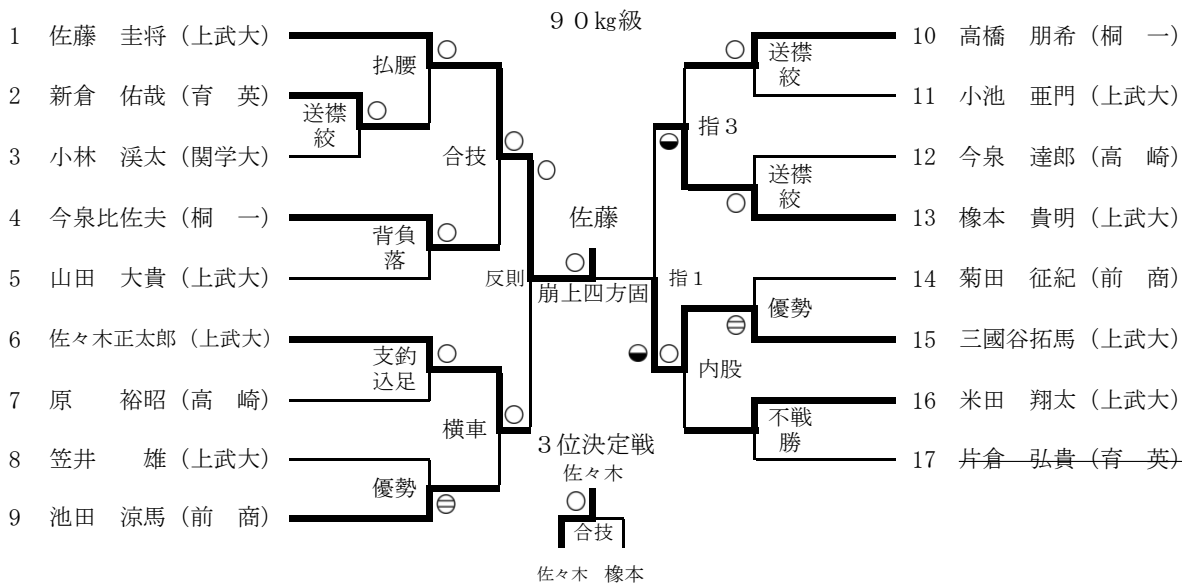 ９０㎏級
1 佐藤 圭将（上武大）
払腰
2 新倉 佑哉（育 英）
送襟
絞
3 小林 渓太（関学大）
合技
4 今泉比佐夫（桐 一）
背負
落
5 山田 大貴（上武大）
反則
6 佐々木正太郎（上武大）
支釣
込足
7 原 裕昭（高 崎）
横車
8 笠井 雄（上武大）
優勢
9 池田 涼馬（前 商）
佐藤
崩上四方固
３位決定戦
佐々木
合技
佐々木 橡本
10 高橋 朋希（桐 一）
送襟
絞
11 小池 亜門（上武大）
指３
12 今泉 達郎（高 崎）
送襟
絞
13 橡本 貴明（上武大）
指１
14 菊田 征紀（前 商）
優勢
15 三國谷拓馬（上武大）
内股
16 米田 翔太（上武大）
不戦
勝
17 片倉 弘貴（育 英）